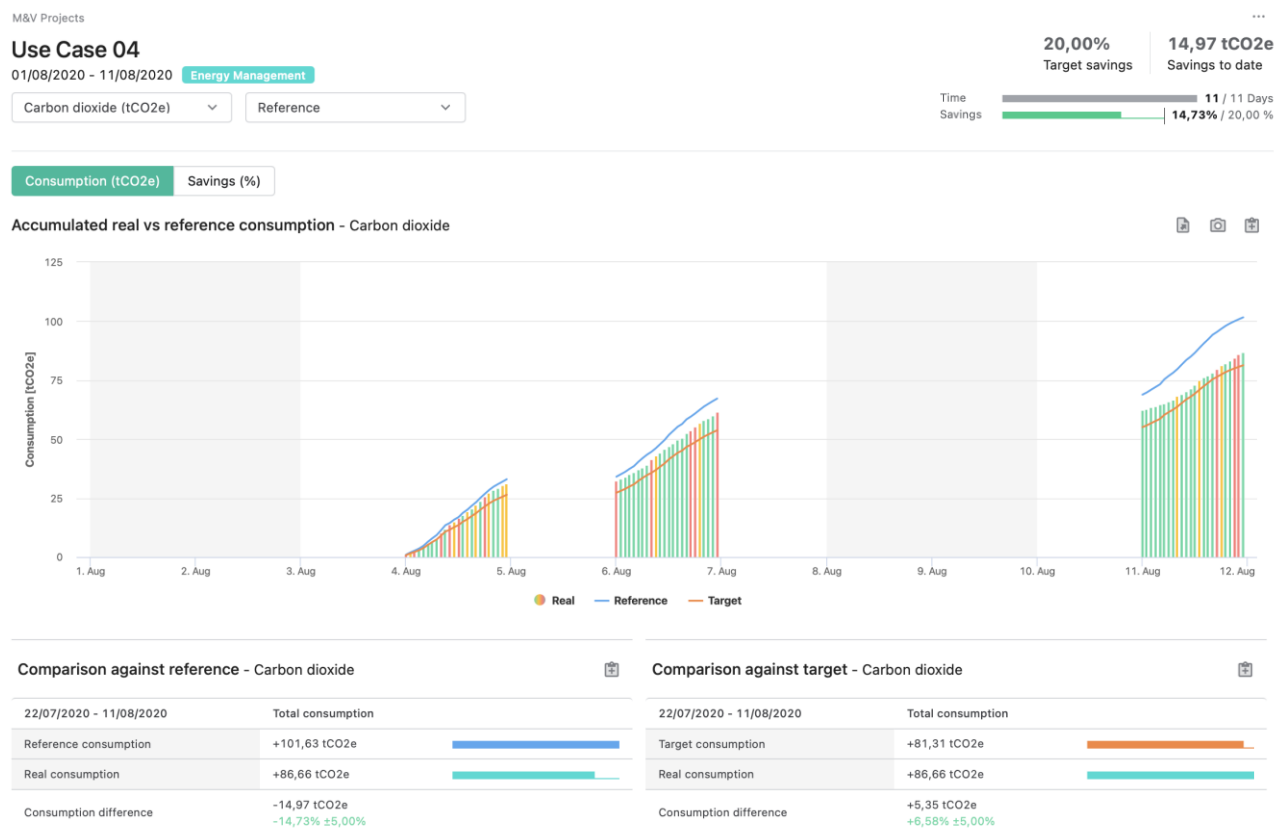 M&V Projects
...
Use Case 04
01/08/2020 - 11/08/2020 Energy Management
Carbon dioxide (tCO2e) Reference
20,00% 14,97 tCO2e
Target savings Savings to date
Time 11 / 11 Days
Savings 14,73% / 20,00 %
Consumption (tCO2e) Savings (%)
Accumulated real vs reference consumption - Carbon dioxide
Consumption [tCO2e]
125
100
75
50
25
0
1. Aug 2. Aug 3. Aug 4. Aug 5. Aug 6. Aug 7. Aug 8. Aug 9. Aug 10. Aug 11. Aug 12. Aug
Real Reference Target
Comparison against reference - Carbon dioxide
22/07/2020 - 11/08/2020 Total consumption
Reference consumption +101,63 tCO2e
Real consumption +86,66 tCO2e
Consumption difference -14,97 tCO2e
-14,73% ±5,00%
Comparison against target - Carbon dioxide
22/07/2020 - 11/08/2020 Total consumption
Target consumption +81,31 tCO2e
Real consumption +86,66 tCO2e
Consumption difference +5,35 tCO2e
+6,58% ±5,00%